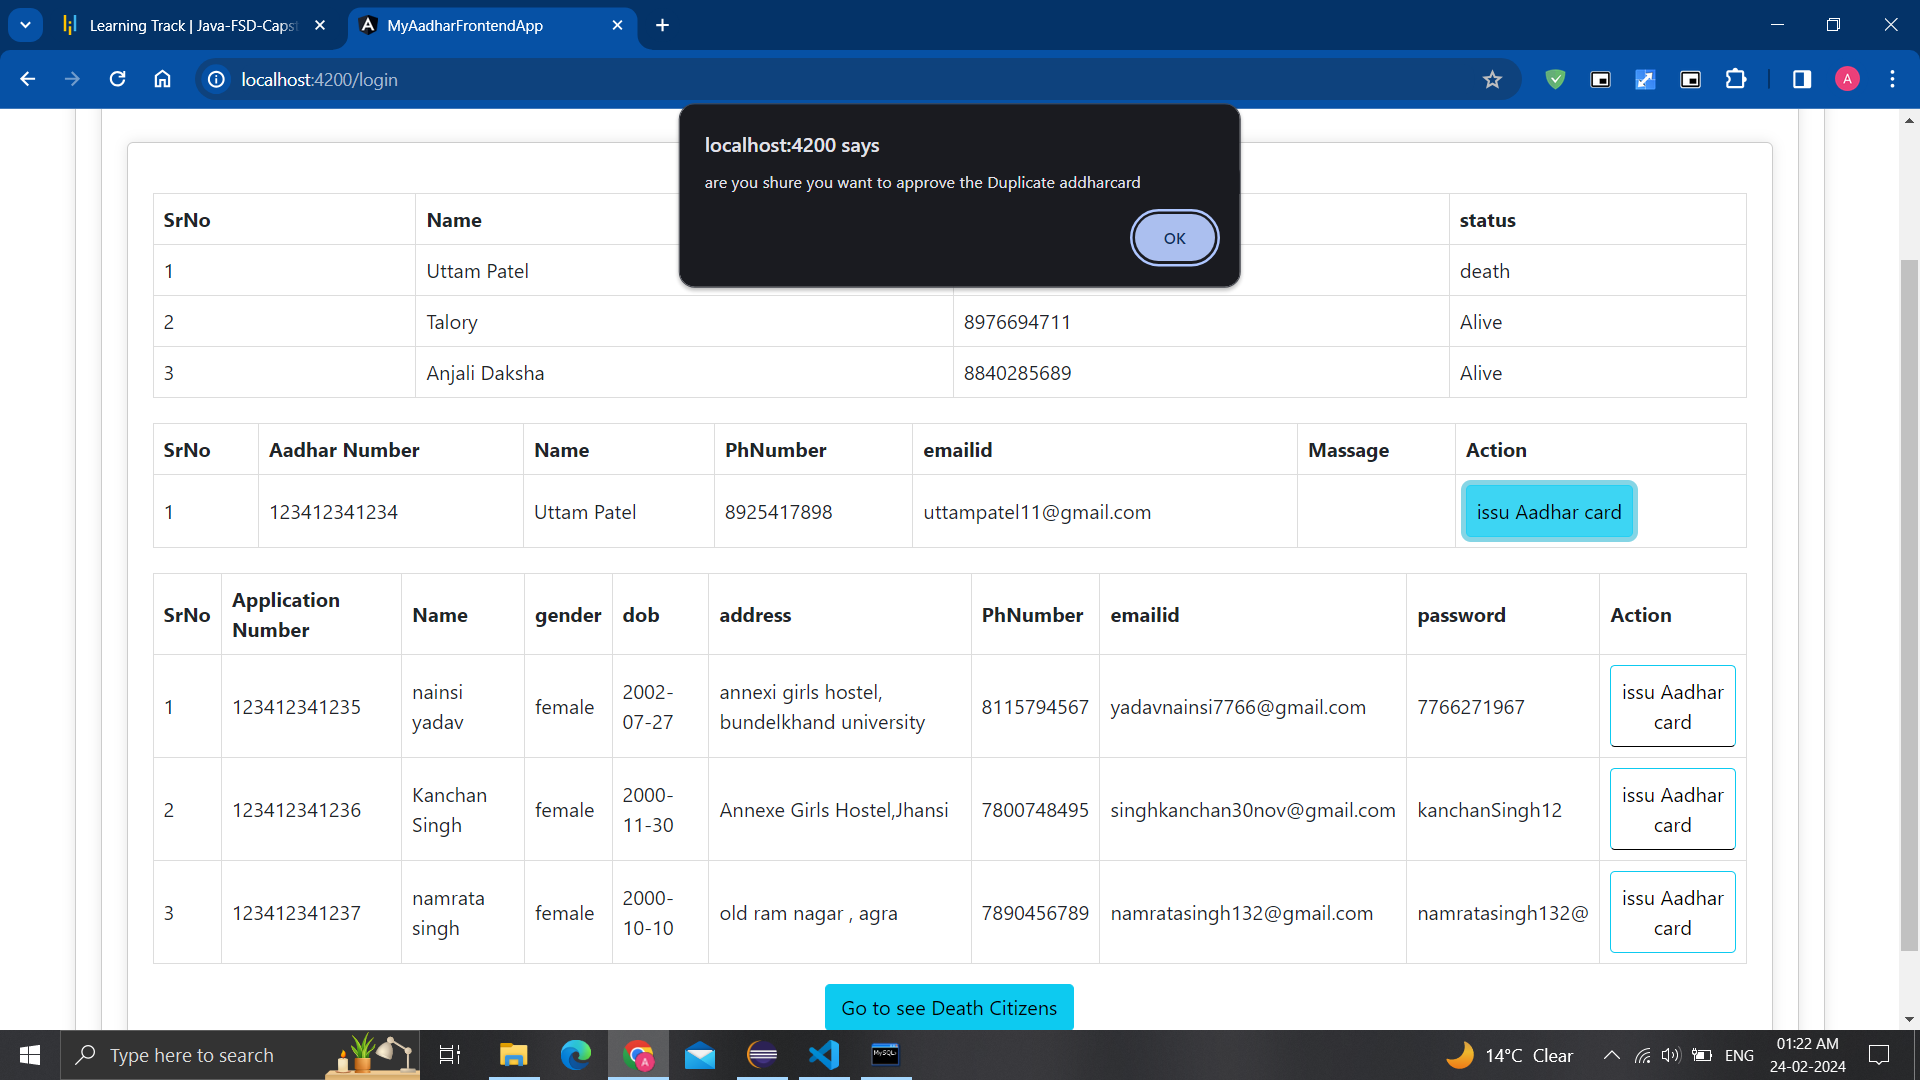 Learning Track | Java-FSD-Capst
MyAadharFrontendApp
localhost:4200/login
A
localhost:4200 says
are you shure you want to approve the Duplicate addharcard
OK
SrNo Name status
1 Uttam Patel death
2 Talory 8976694711 Alive
3 Anjali Daksha 8840285689 Alive
SrNo Aadhar Number Name PhNumber emailid Massage Action
1 123412341234 Uttam Patel 8925417898 uttampatel11@gmail.com issu Aadhar card
SrNo Application Number Name gender dob address PhNumber emailid password Action
1 123412341235 nainsi yadav female 2002-07-27 annexi girls hostel, bundelkhand university 8115794567 yadavnainsi7766@gmail.com 7766271967 issu Aadhar card
2 123412341236 Kanchan Singh female 2000-11-30 Annexe Girls Hostel,Jhansi 7800748495 singhkanchan30nov@gmail.com kanchanSingh12 issu Aadhar card
3 123412341237 namrata singh female 2000-10-10 old ram nagar , agra 7890456789 namratasingh132@gmail.com namratasingh132@ issu Aadhar card
Go to see Death Citizens
Type here to search
A
MySQL
14°C Clear
ENG
01:22 AM
24-02-2024